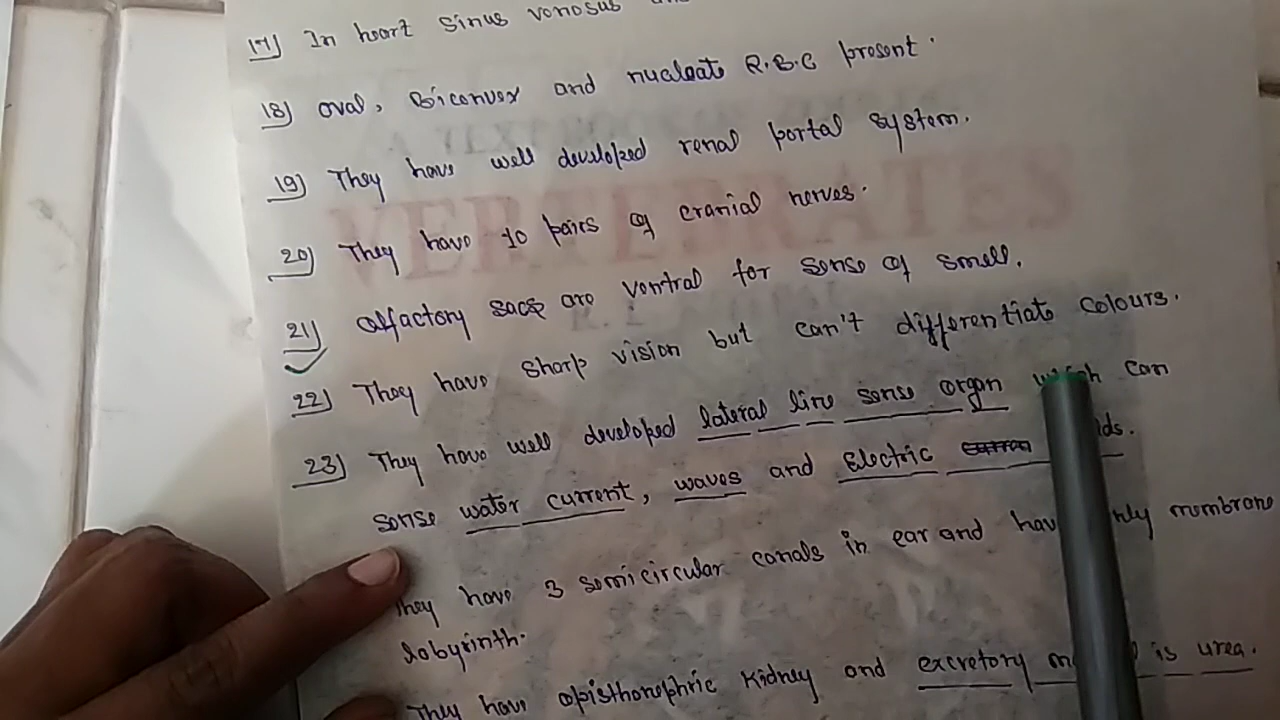 17) In heart sinus venosus
18) oval, Biconvex and nucleate R.B.C present.
19) They have well developed renal portal system.
20) They have 10 pairs of cranial nerves.
21) olfactory sacs are ventral for sense of smell.
22) They have sharp vision but can't differentiate colours.
23) They have well developed lateral line sense organ which can
sense water current, waves and Electric
They have 3 semicircular canals in ear and membrane
labyrinth.
They have opisthonephric kidney and excretory is urea.
VERTEBRATES